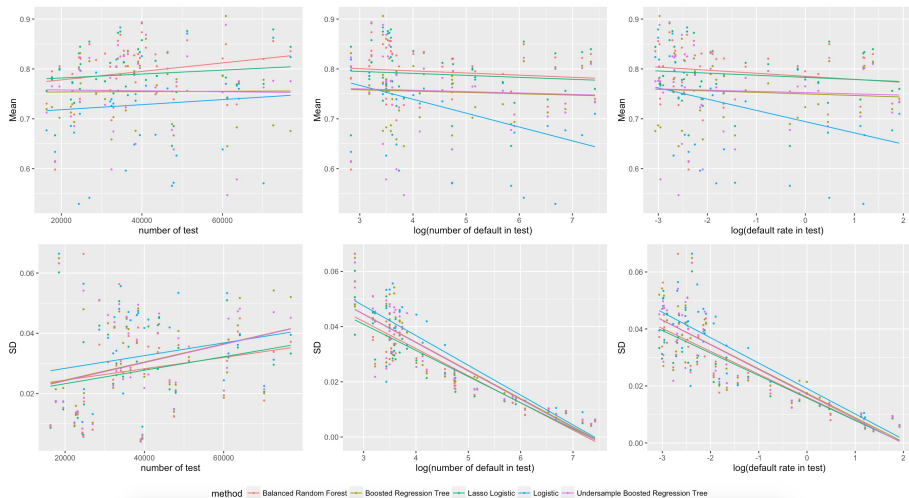 0.9
0.8
0.7
0.6
Mean
20000 40000 60000
number of test
0.9
0.8
0.7
0.6
Mean
3 4 5 6 7
log(number of default in test)
0.9
0.8
0.7
0.6
Mean
-3 -2 -1 0 1 2
log(default rate in test)
0.06
0.04
0.02
SD
20000 40000 60000
number of test
0.06
0.04
0.02
0.00
SD
3 4 5 6 7
log(number of default in test)
0.06
0.04
0.02
0.00
SD
-3 -2 -1 0 1 2
log(default rate in test)
method Balanced Random Forest Boosted Regression Tree Lasso Logistic Logistic Undersample Boosted Regression Tree